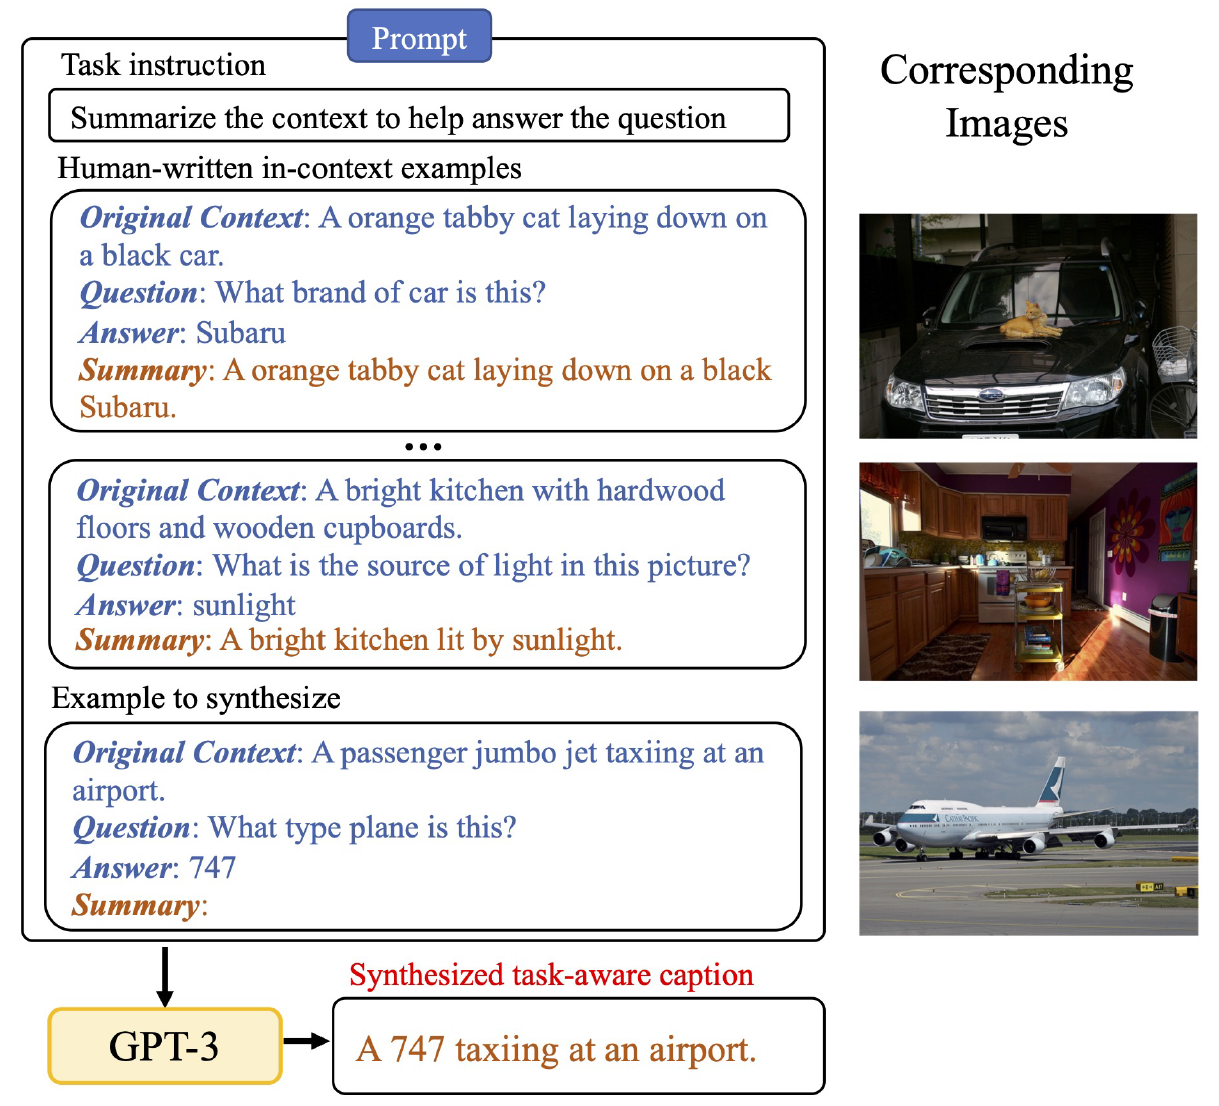 Prompt
Task instruction
Summarize the context to help answer the question
Human-written in-context examples
Original Context: A orange tabby cat laying down on
a black car.
Question: What brand of car is this?
Answer: Subaru
Summary: A orange tabby cat laying down on a black
Subaru.
...
Original Context: A bright kitchen with hardwood
floors and wooden cupboards.
Question: What is the source of light in this picture?
Answer: sunlight
Summary: A bright kitchen lit by sunlight.
Example to synthesize
Original Context: A passenger jumbo jet taxiing at an
airport.
Question: What type plane is this?
Answer: 747
Summary:
GPT-3
Synthesized task-aware caption
A 747 taxiing at an airport.
Corresponding
Images
CATHAY PACIFIC